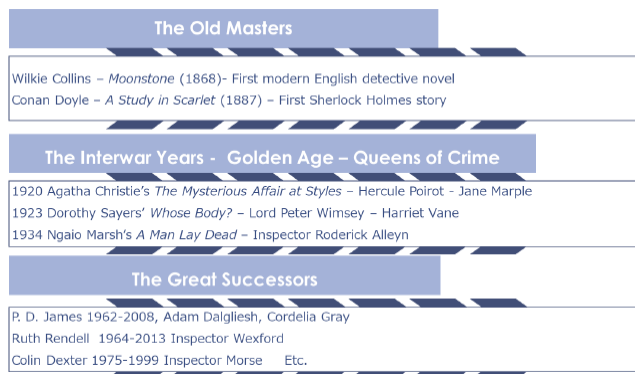 The Old Masters
Wilkie Collins – Moonstone (1868)- First modern English detective novel
Conan Doyle – A Study in Scarlet (1887) – First Sherlock Holmes story
The Interwar Years -  Golden Age – Queens of Crime
1920 Agatha Christie's The Mysterious Affair at Styles – Hercule Poirot - Jane Marple
1923 Dorothy Sayers' Whose Body? – Lord Peter Wimsey – Harriet Vane
1934 Ngaio Marsh's A Man Lay Dead – Inspector Roderick Alleyn
The Great Successors
P. D. James 1962-2008, Adam Dalgliesh, Cordelia Gray
Ruth Rendell  1964-2013 Inspector Wexford
Colin Dexter 1975-1999 Inspector Morse    Etc.